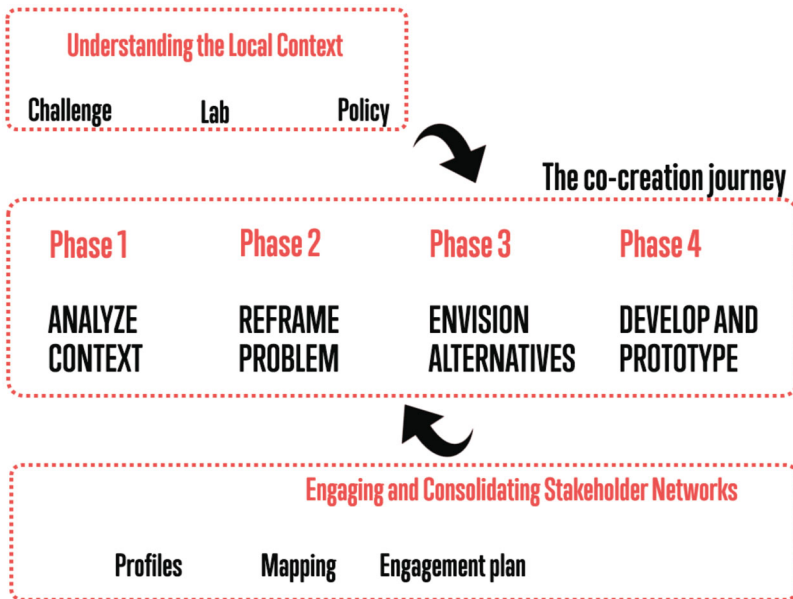 Understanding the Local Context
Challenge Lab Policy
The co-creation journey
Phase 1 Phase 2 Phase 3 Phase 4
ANALYZE REFRAME ENVISION DEVELOP AND
CONTEXT PROBLEM ALTERNATIVES PROTOTYPE
Engaging and Consolidating Stakeholder Networks
Profiles Mapping Engagement plan